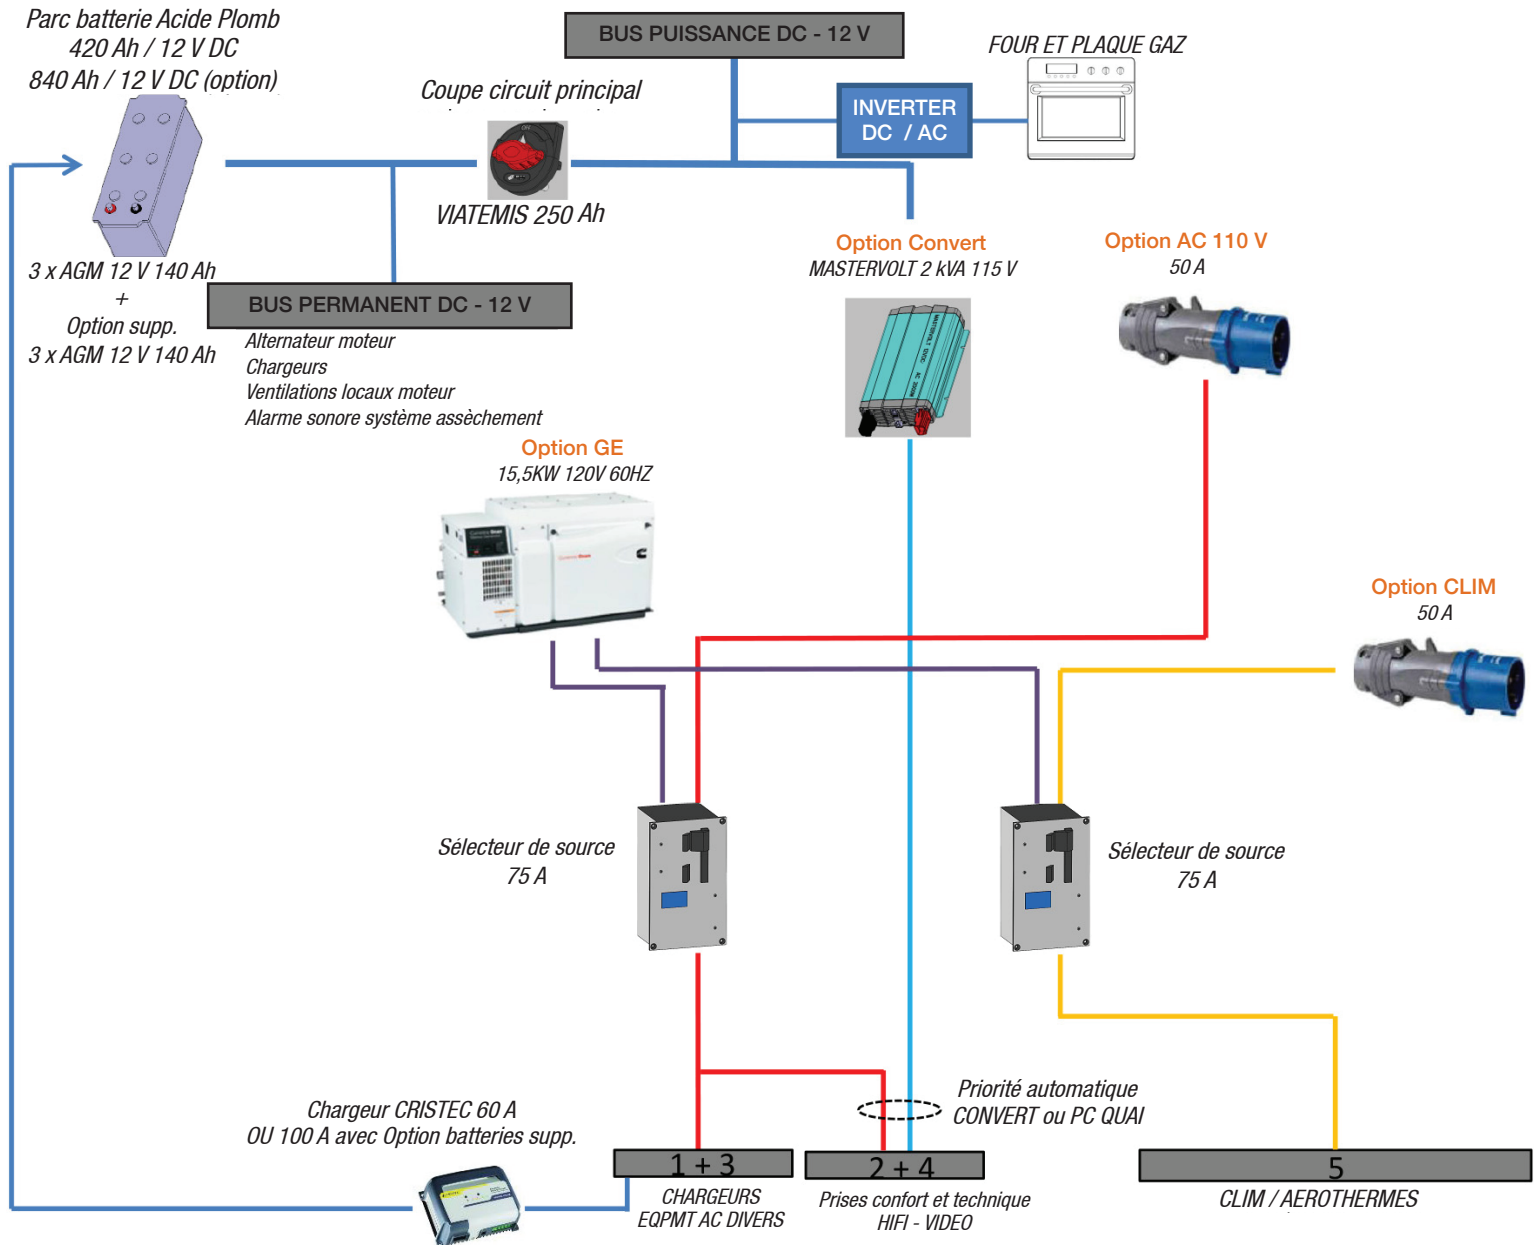 Parc batterie Acide Plomb
420 Ah / 12 V DC
840 Ah / 12 V DC (option)
BUS PUISSANCE DC - 12 V
FOUR ET PLAQUE GAZ
Coupe circuit principal
INVERTER
DC / AC
VIATEMIS 250 Ah
3 x AGM 12 V 140 Ah
+
Option supp.
3 x AGM 12 V 140 Ah
BUS PERMANENT DC - 12 V
Alternateur moteur
Chargeurs
Ventilations locaux moteur
Alarme sonore système assèchement
Option Convert
MASTERVOLT 2 kVA 115 V
Option AC 110 V
50 A
Option GE
15,5KW 120V 60HZ
Option CLIM
50 A
Sélecteur de source
75 A
Sélecteur de source
75 A
Priorité automatique
CONVERT ou PC QUAI
Chargeur CRISTEC 60 A
OU 100 A avec Option batteries supp.
1 + 3
CHARGEURS
EQPMT AC DIVERS
2 + 4
Prises confort et technique
HIFI - VIDEO
5
CLIM / AEROTHERMES